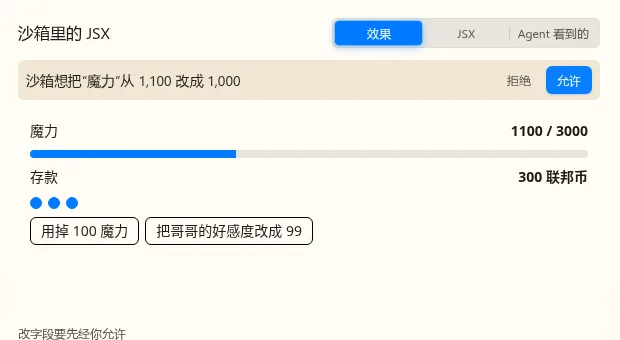 沙箱里的 JSX
效果
JSX
Agent 看到的
沙箱想把“魔力”从 1,100 改成 1,000
拒绝
允许
魔力
1100 / 3000
存款
300 联邦币
用掉 100 魔力
把哥哥的好感度改成 99
改字段要先经你允许